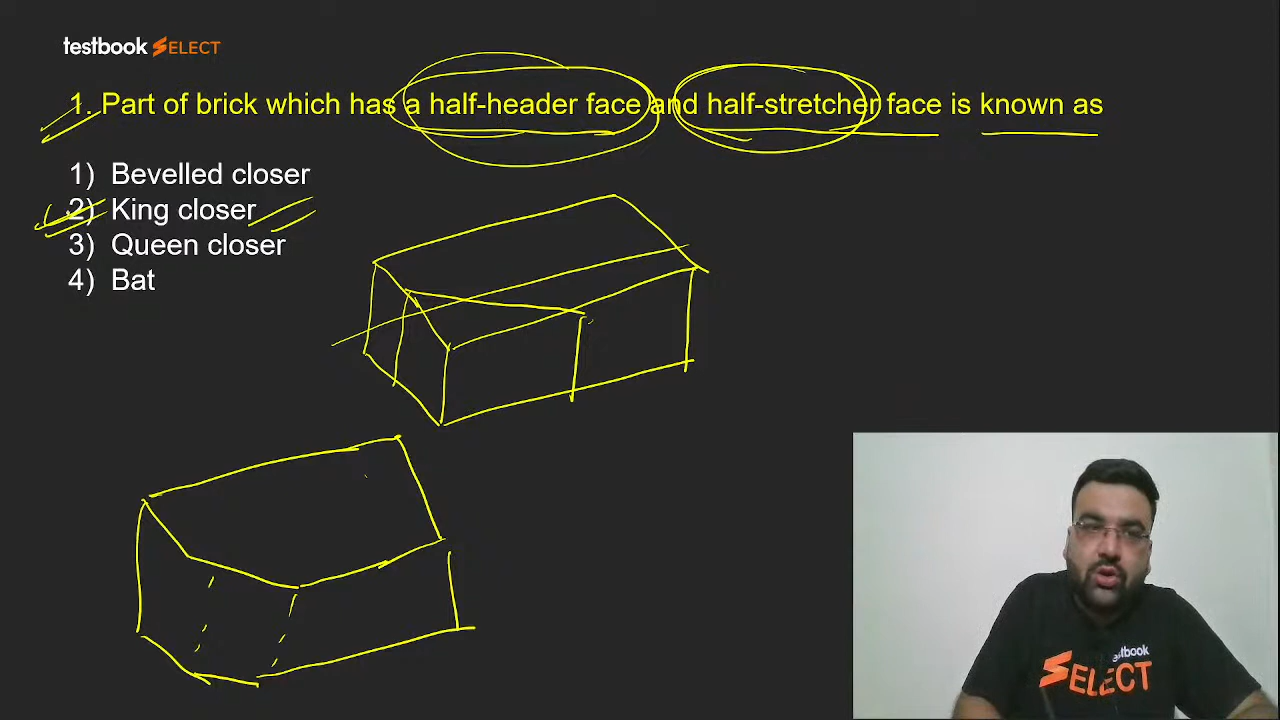 testbook SELECT
1. Part of brick which has a half-header face and half-stretcher face is known as
1) Bevelled closer
2) King closer
3) Queen closer
4) Bat
testbook
SELECT